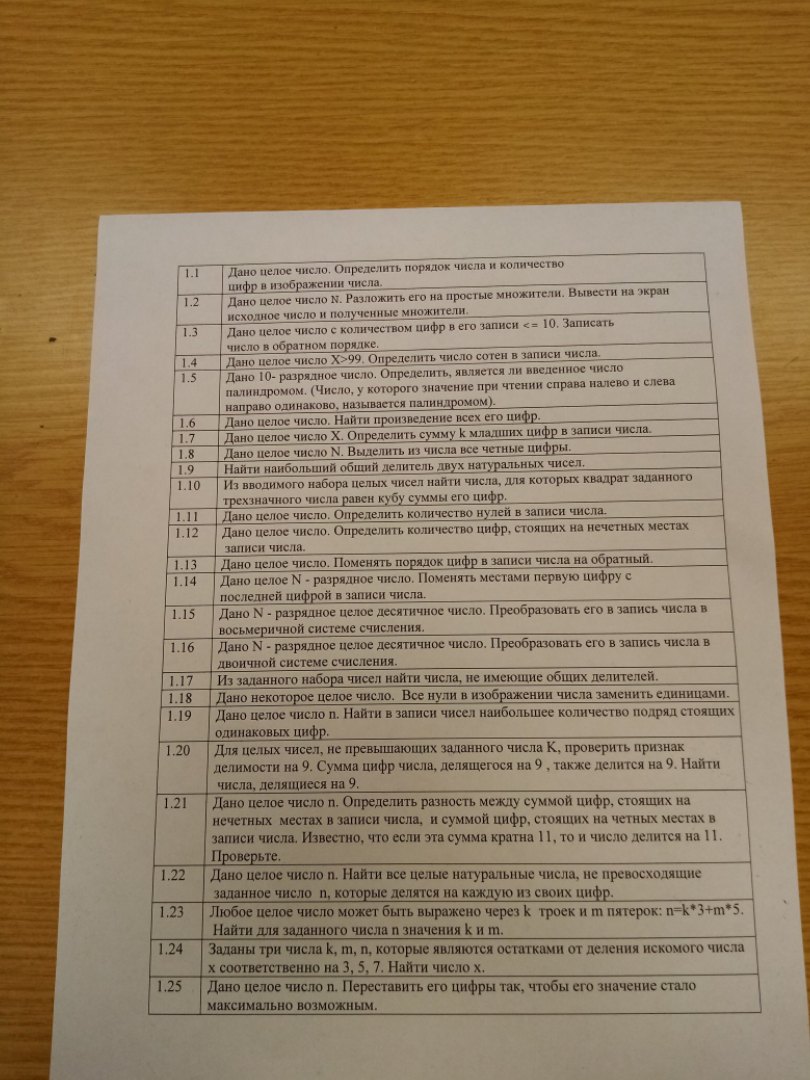 1.1 Дано целое число. Определить порядок числа и количество
цифр в изображении числа.
1.2 Дано целое число N. Разложить его на простые множители. Вывести на экран
исходное число и полученные множители.
1.3 Дано целое число с количеством цифр в его записи <= 10. Записать
число в обратном порядке.
1.4 Дано целое число X>99. Определить число сотен в записи числа.
1.5 Дано 10- разрядное число. Определить, является ли введенное число
палиндромом. (Число, у которого значение при чтении справа налево и слева
направо одинаково, называется палиндромом).
1.6 Дано целое число. Найти произведение всех его цифр.
1.7 Дано целое число X. Определить сумму k младших цифр в записи числа.
1.8 Дано целое число N. Выделить из числа все четные цифры.
1.9 Найти наибольший общий делитель двух натуральных чисел.
1.10 Из вводимого набора целых чисел найти числа, для которых квадрат заданного
трехзначного числа равен кубу суммы его цифр.
1.11 Дано целое число. Определить количество нулей в записи числа.
1.12 Дано целое число. Определить количество цифр, стоящих на нечетных местах
записи числа.
1.13 Дано целое число. Поменять порядок цифр в записи числа на обратный.
1.14 Дано целое N - разрядное число. Поменять местами первую цифру с
последней цифрой в записи числа.
1.15 Дано N - разрядное целое десятичное число. Преобразовать его в запись числа в
восьмеричной системе счисления.
1.16 Дано N - разрядное целое десятичное число. Преобразовать его в запись числа в
двоичной системе счисления.
1.17 Из заданного набора чисел найти числа, не имеющие общих делителей.
1.18 Дано некоторое целое число. Все нули в изображении числа заменить единицами.
1.19 Дано целое число n. Найти в записи чисел наибольшее количество подряд стоящих
одинаковых цифр.
1.20 Для целых чисел, не превышающих заданного числа K, проверить признак
делимости на 9. Сумма цифр числа, делящегося на 9 , также делится на 9. Найти
числа, делящиеся на 9.
1.21 Дано целое число n. Определить разность между суммой цифр, стоящих на
нечетных местах в записи числа, и суммой цифр, стоящих на четных местах в
записи числа. Известно, что если эта сумма кратна 11, то и число делится на 11.
Проверьте.
1.22 Дано целое число n. Найти все целые натуральные числа, не превосходящие
заданное число n, которые делятся на каждую из своих цифр.
1.23 Любое целое число может быть выражено через k троек и m пятерок: n=k*3+m*5.
Найти для заданного числа n значения k и m.
1.24 Заданы три числа k, m, n, которые являются остатками от деления искомого числа
x соответственно на 3, 5, 7. Найти число x.
1.25 Дано целое число n. Переставить его цифры так, чтобы его значение стало
максимально возможным.